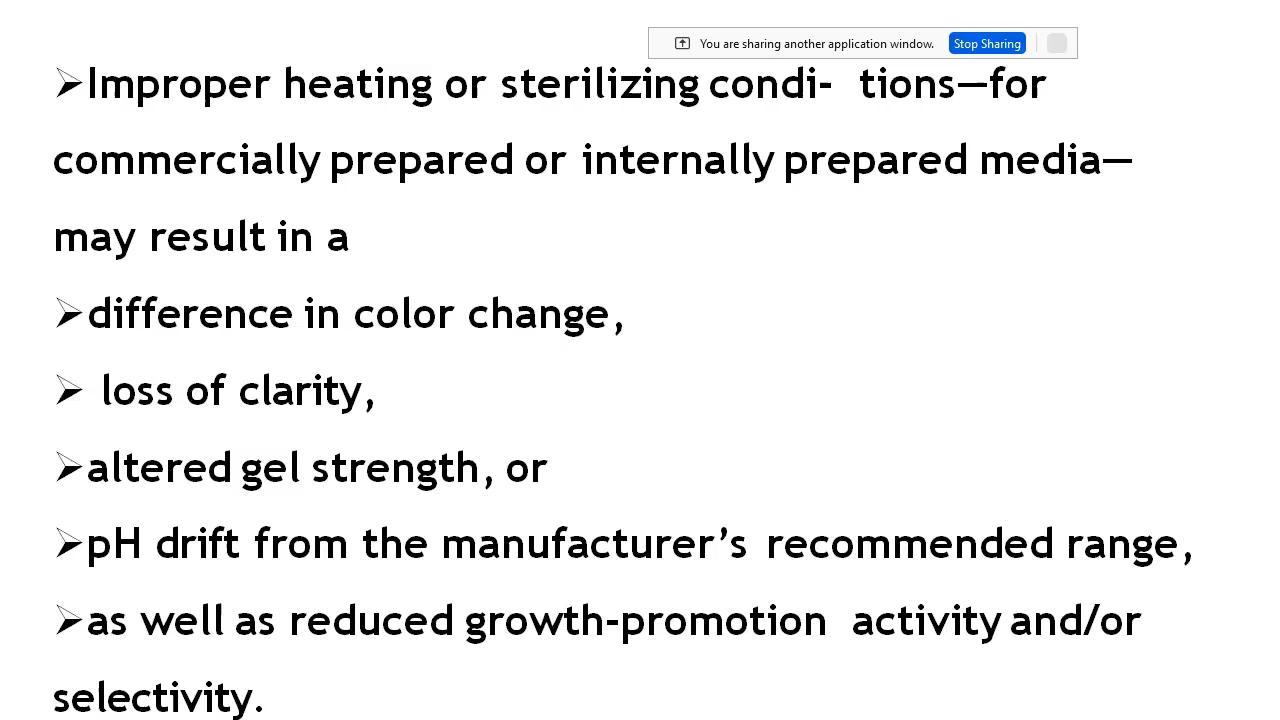 You are sharing another application window. Stop Sharing
➢Improper heating or sterilizing condi- tions—for
commercially prepared or internally prepared media—
may result in a
➢difference in color change,
➢ loss of clarity,
➢altered gel strength, or
➢pH drift from the manufacturer’s recommended range,
➢as well as reduced growth-promotion activity and/or
selectivity.